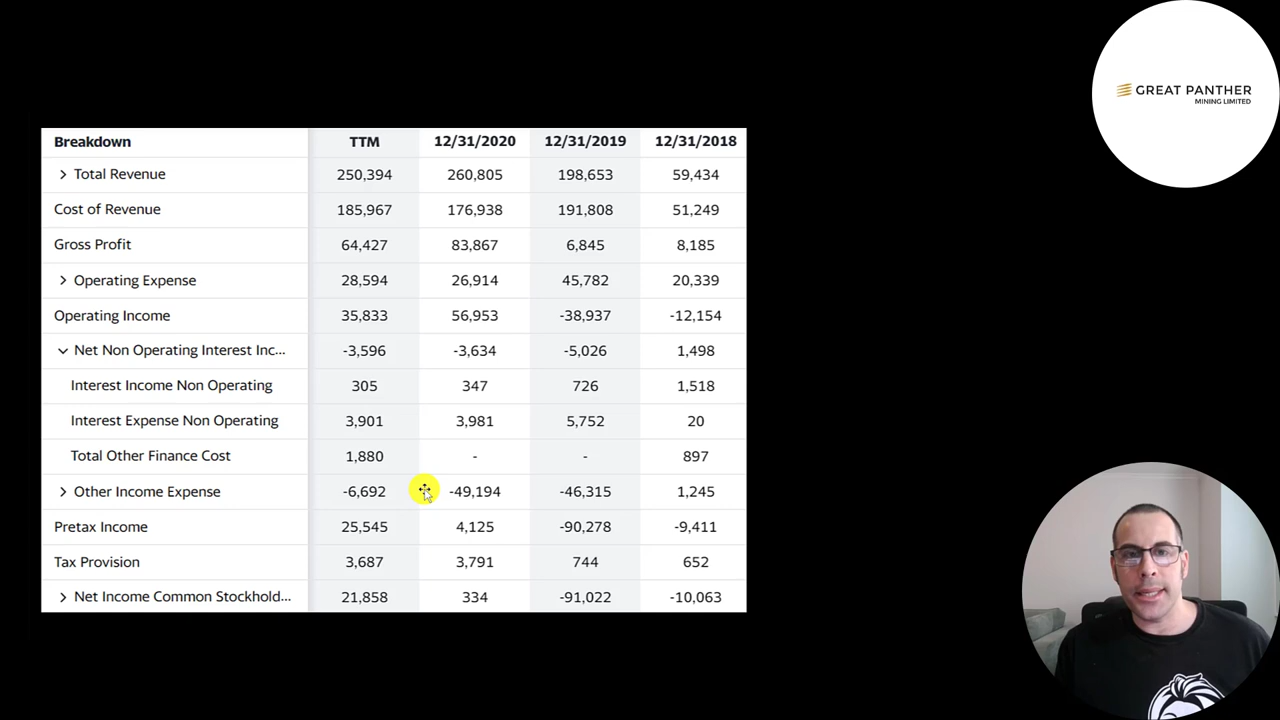 GREAT PANTHER
MINING LIMITED
Breakdown TTM 12/31/2020 12/31/2019 12/31/2018
Total Revenue 250,394 260,805 198,653 59,434
Cost of Revenue 185,967 176,938 191,808 51,249
Gross Profit 64,427 83,867 6,845 8,185
Operating Expense 28,594 26,914 45,782 20,339
Operating Income 35,833 56,953 -38,937 -12,154
Net Non Operating Interest Inc... -3,596 -3,634 -5,026 1,498
Interest Income Non Operating 305 347 726 1,518
Interest Expense Non Operating 3,901 3,981 5,752 20
Total Other Finance Cost 1,880 - - 897
Other Income Expense -6,692 -49,194 -46,315 1,245
Pretax Income 25,545 4,125 -90,278 -9,411
Tax Provision 3,687 3,791 744 652
Net Income Common Stockhold... 21,858 334 -91,022 -10,063